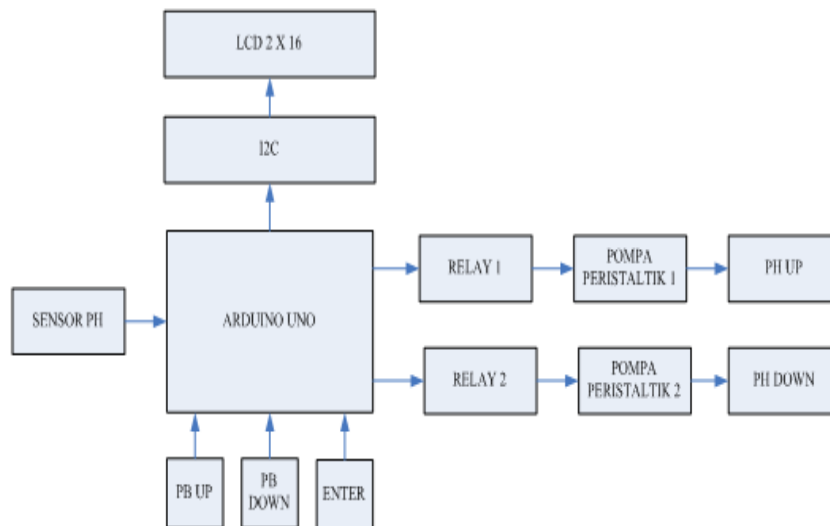 LCD 2 X 16
I2C
ARDUINO UNO
SENSOR PH
RELAY 1
POMPA
PERISTALTIK 1
PH UP
RELAY 2
POMPA
PERISTALTIK 2
PH DOWN
PB UP
PB
DOWN
ENTER